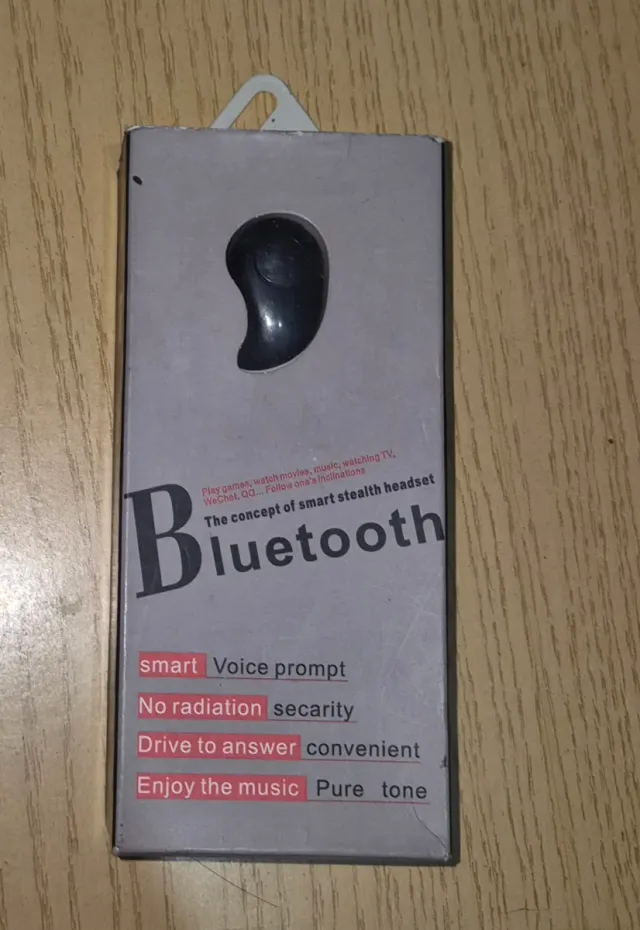 Play games, watch movies, music, watching TV,
WeChat, QQ... Follow one's inclinations
The concept of smart stealth headset
Bluetooth
smart Voice prompt
No radiation secarity
Drive to answer convenient
Enjoy the music Pure tone